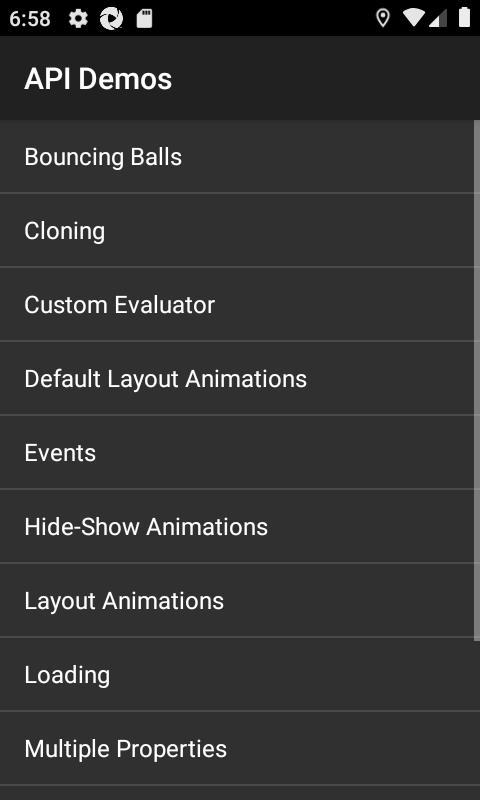 6:58
API Demos
Bouncing Balls
Cloning
Custom Evaluator
Default Layout Animations
Events
Hide-Show Animations
Layout Animations
Loading
Multiple Properties